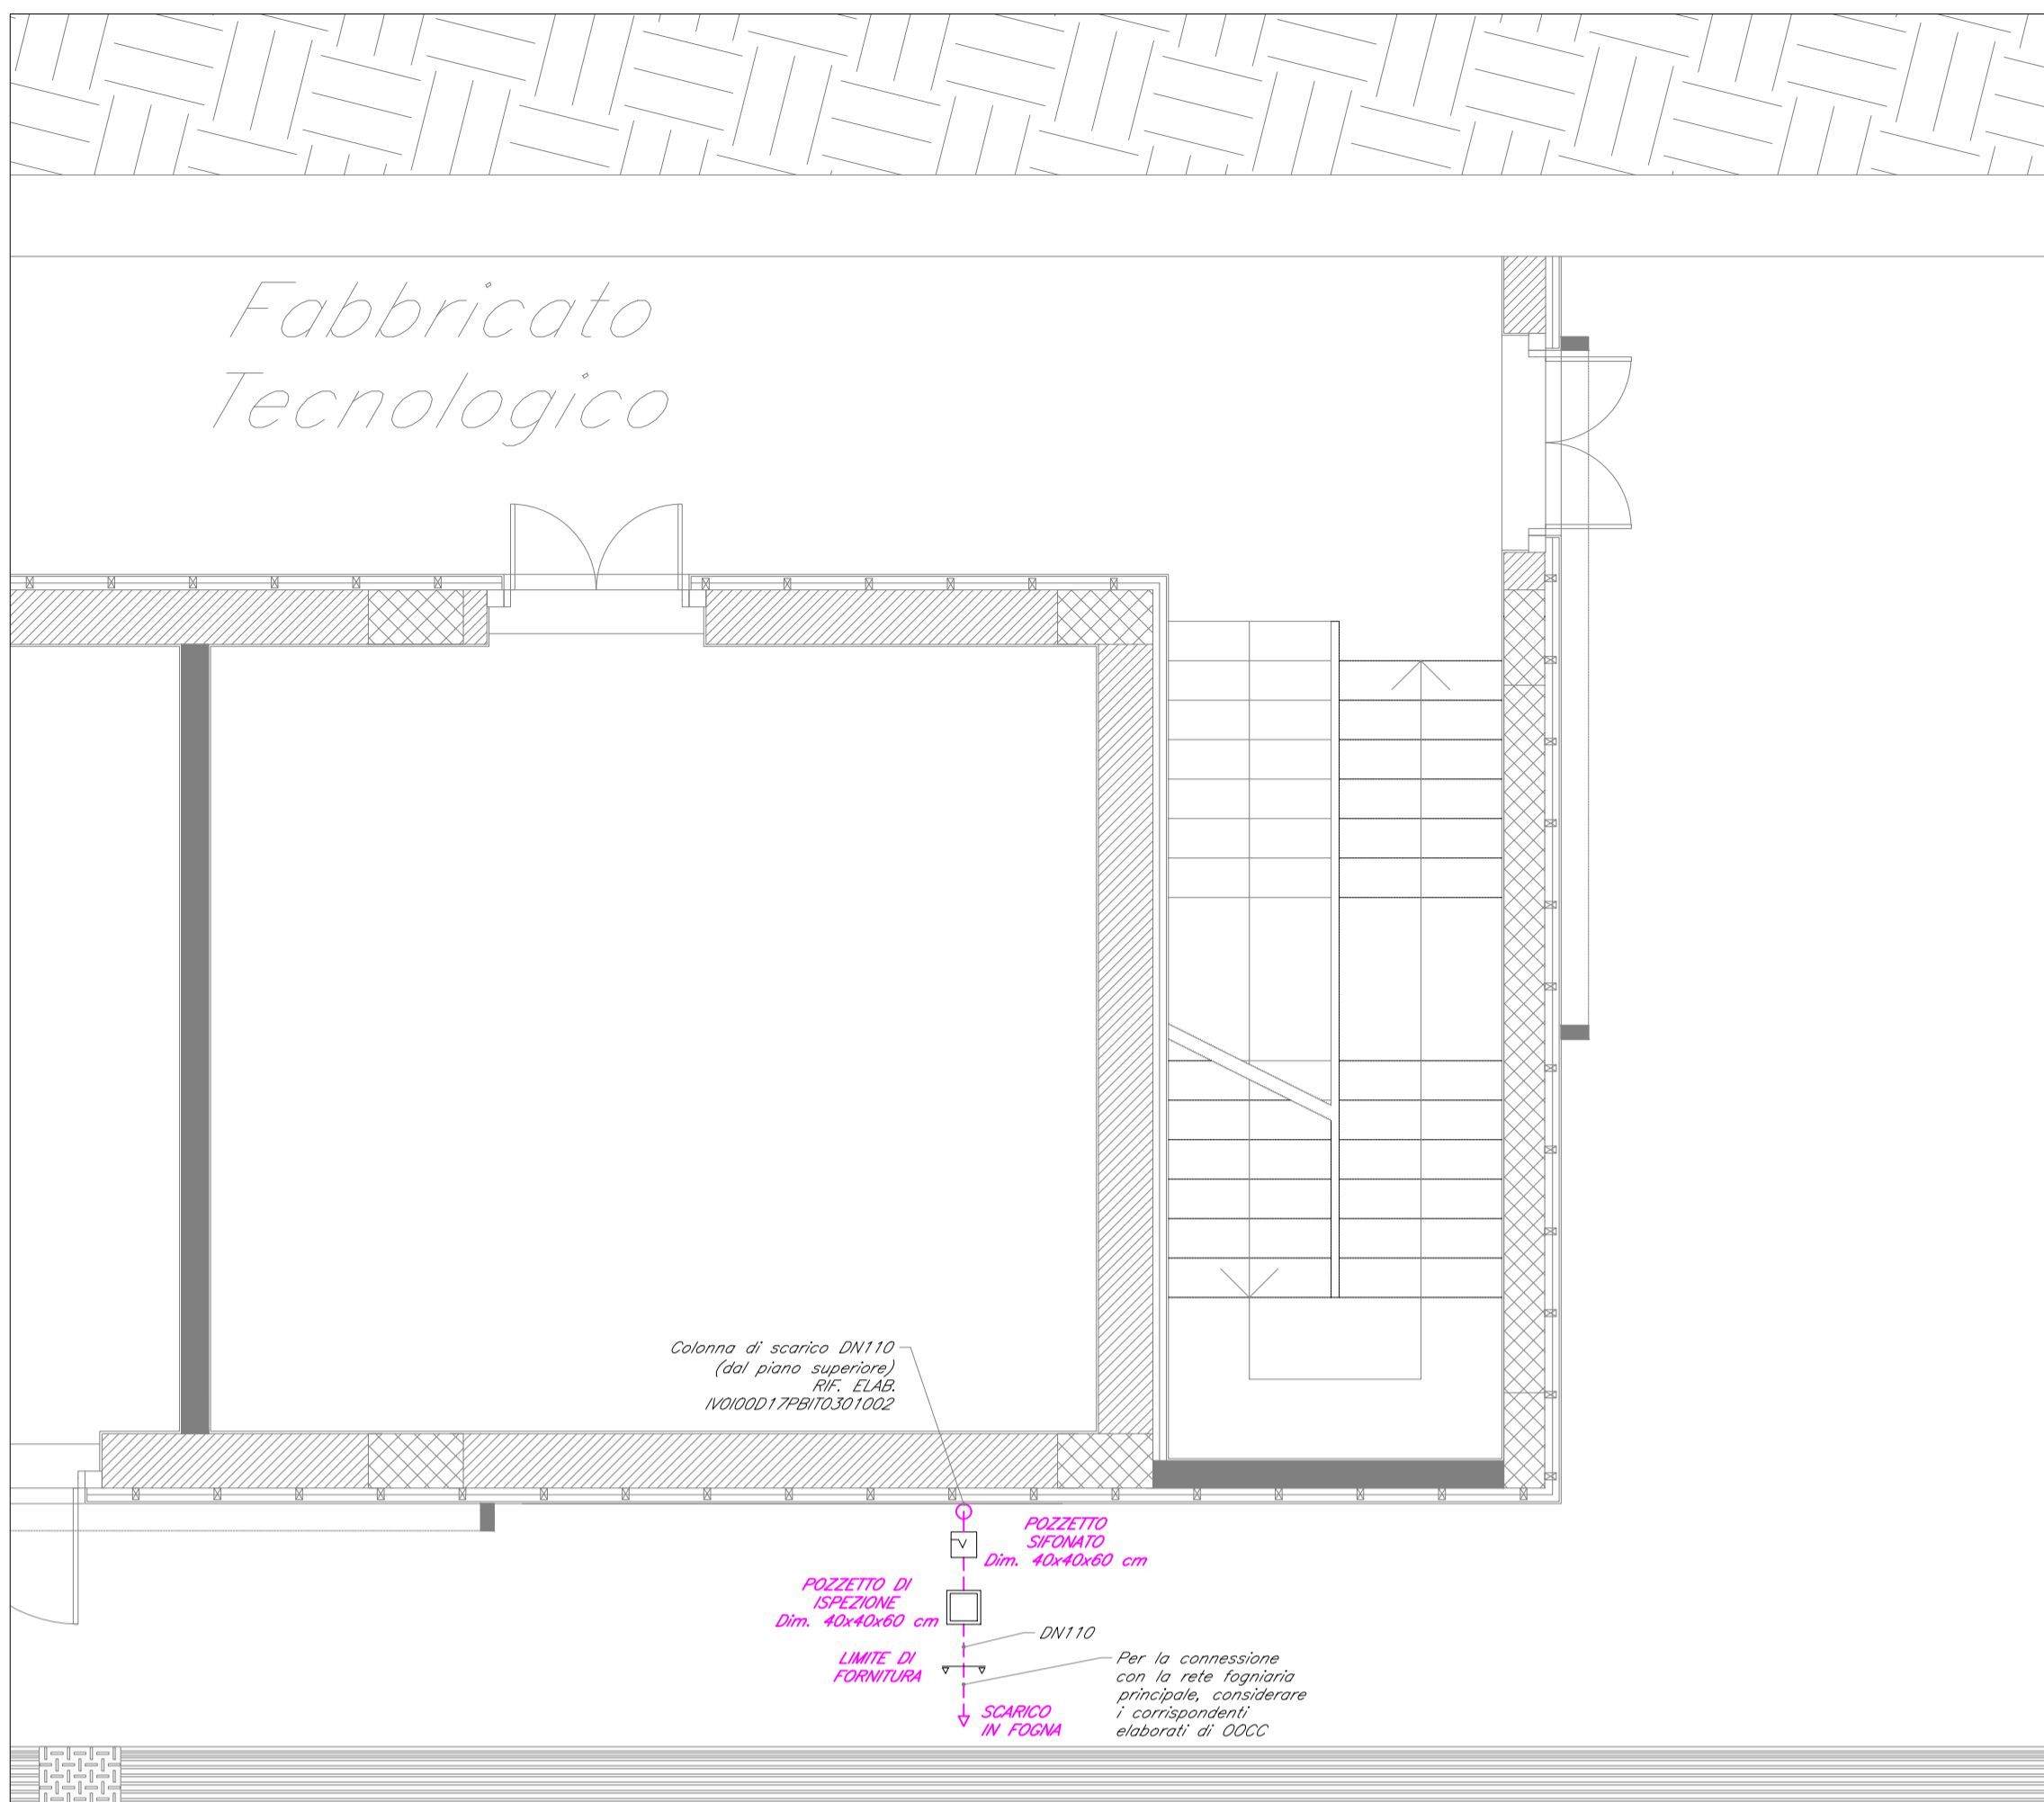 Fabbricato
Tecnologico
Colonna di scarico DN110
(dal piano superiore)
RIF. ELAB.
IV0I00D17PBIT0301002
POZZETTO
SIFONATO
Dim. 40x40x60 cm
POZZETTO DI
ISPEZIONE
Dim. 40x40x60 cm
DN110
LIMITE DI
FORNITURA
Per la connessione
con la rete fogniaria
principale, considerare
i corrispondenti
elaborati di OOCC
SCARICO
IN FOGNA